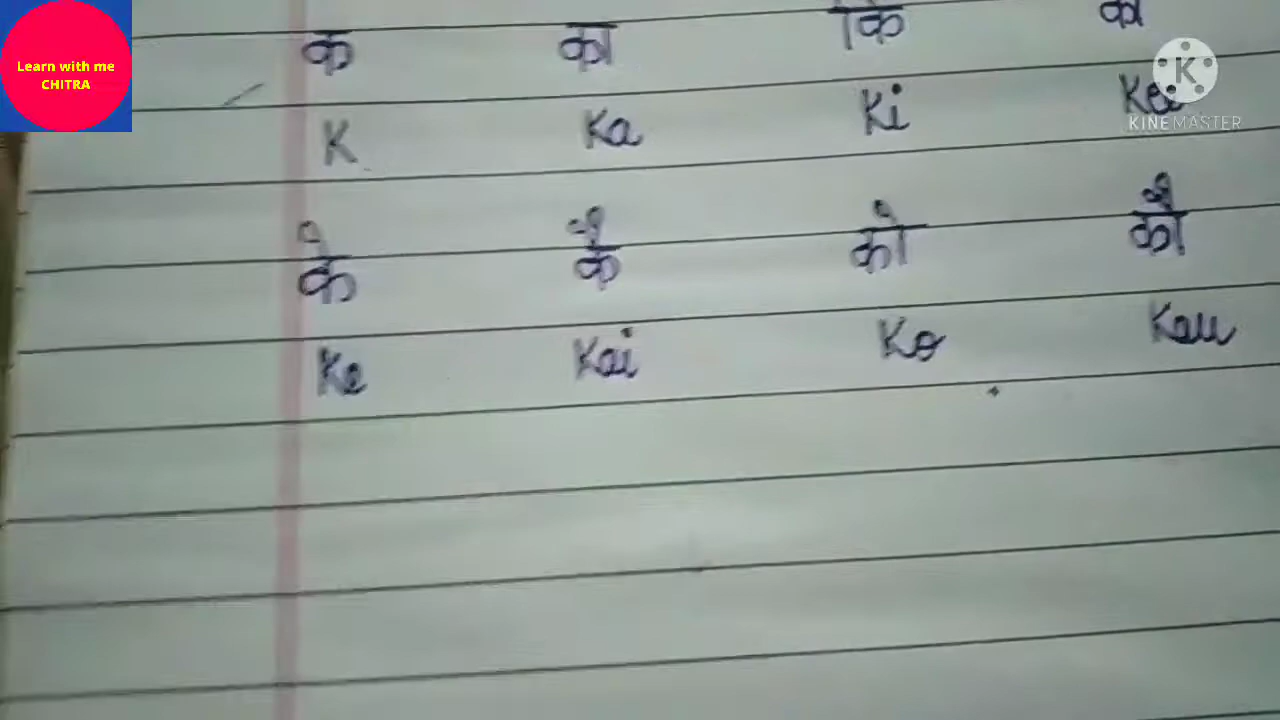 Learn with me
CHITRA
क का कि
K Ka Ki
KINEMASTER
के कै को कौ
Ke Kai Ko Kau